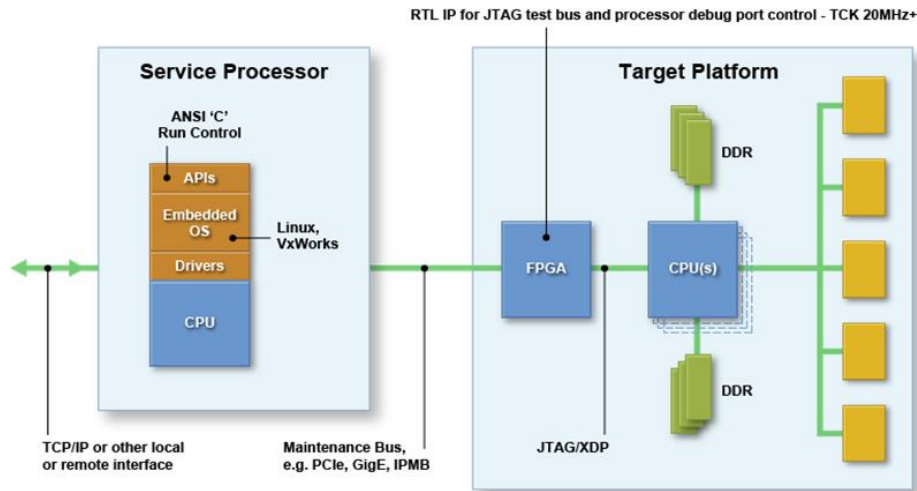 RTL IP for JTAG test bus and processor debug port control - TCK 20MHz+
Service Processor
Target Platform
ANSI ‘C’
Run Control
APIs
Embedded
OS
Linux,
VxWorks
Drivers
CPU
DDR
FPGA
CPU(s)
DDR
TCP/IP or other local
or remote interface
Maintenance Bus,
e.g. PCIe, GigE, IPMB
JTAG/XDP